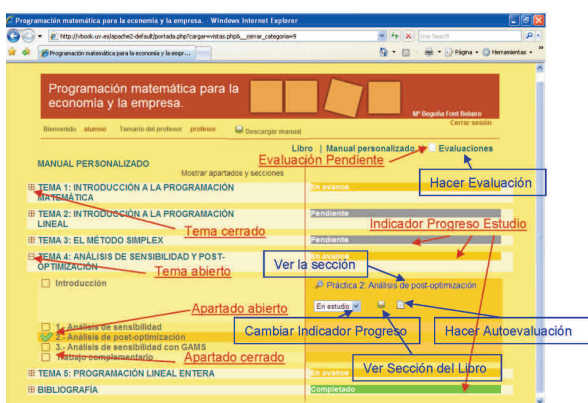 Programación matemática para la economía y la empresa. - Windows Internet Explorer
http://vbook.uv.es/apache2-default/portada.php?cargar=vistas.php&_cerrar_categoria=9
Live Search
Programación matemática para la economía y la empr...
Página
Herramientas
Programación matemática para la
economía y la empresa.
Mª Begoña Font Belaire
Cerrar sesión
Bienvenido alumno Temario del profesor profesor Descargar manual
Libro | Manual personalizado Evaluaciones
Evaluación Pendiente
MANUAL PERSONALIZADO
Mostrar apartados y secciones
Hacer Evaluación
TEMA 1: INTRODUCCIÓN A LA PROGRAMACIÓN
MATEMÁTICA
En avance
TEMA 2: INTRODUCCIÓN A LA PROGRAMACIÓN
LINEAL
Pendiente
Tema cerrado
Indicador Progreso Estudio
TEMA 3: EL MÉTODO SIMPLEX
Pendiente
TEMA 4: ANÁLISIS DE SENSIBILIDAD Y POST-
OPTIMIZACIÓN
En avance
Tema abierto
Ver la sección
Introducción
Práctica 2. Análisis de post-optimización
En estudio
Apartado abierto
1.- Análisis de sensibilidad
2.- Análisis de post-optimización
3.- Análisis de sensibilidad con GAMS
Trabajo complementario
Cambiar Indicador Progreso
Hacer Autoevaluación
Apartado cerrado
Ver Sección del Libro
TEMA 5: PROGRAMACIÓN LINEAL ENTERA
En avance
BIBLIOGRAFÍA
Completado